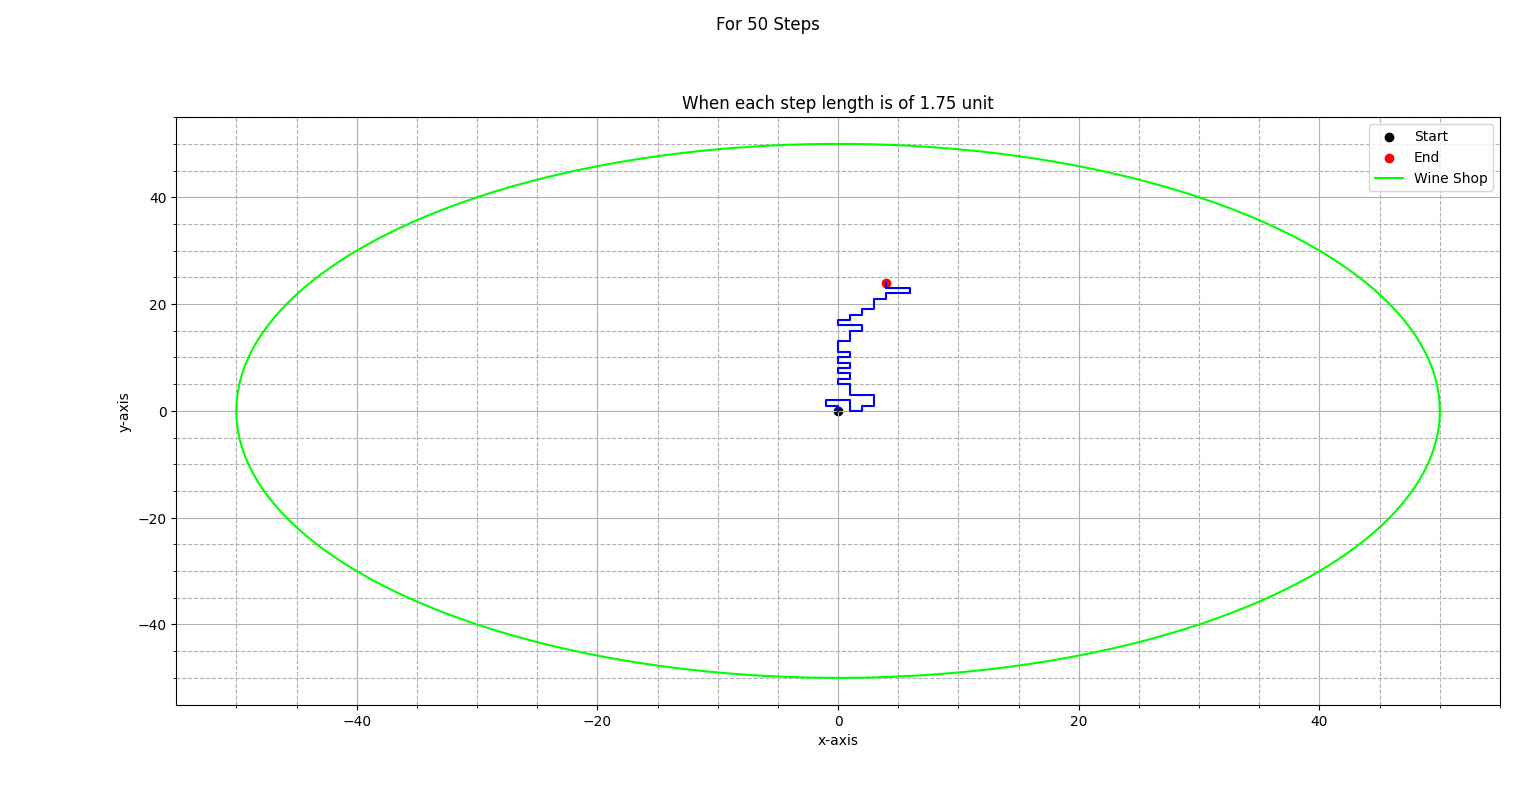 For 50 Steps
When each step length is of 1.75 unit
Start
End
Wine Shop
40
20
0
−20
−40
y-axis
−40
−20
0
20
40
x-axis